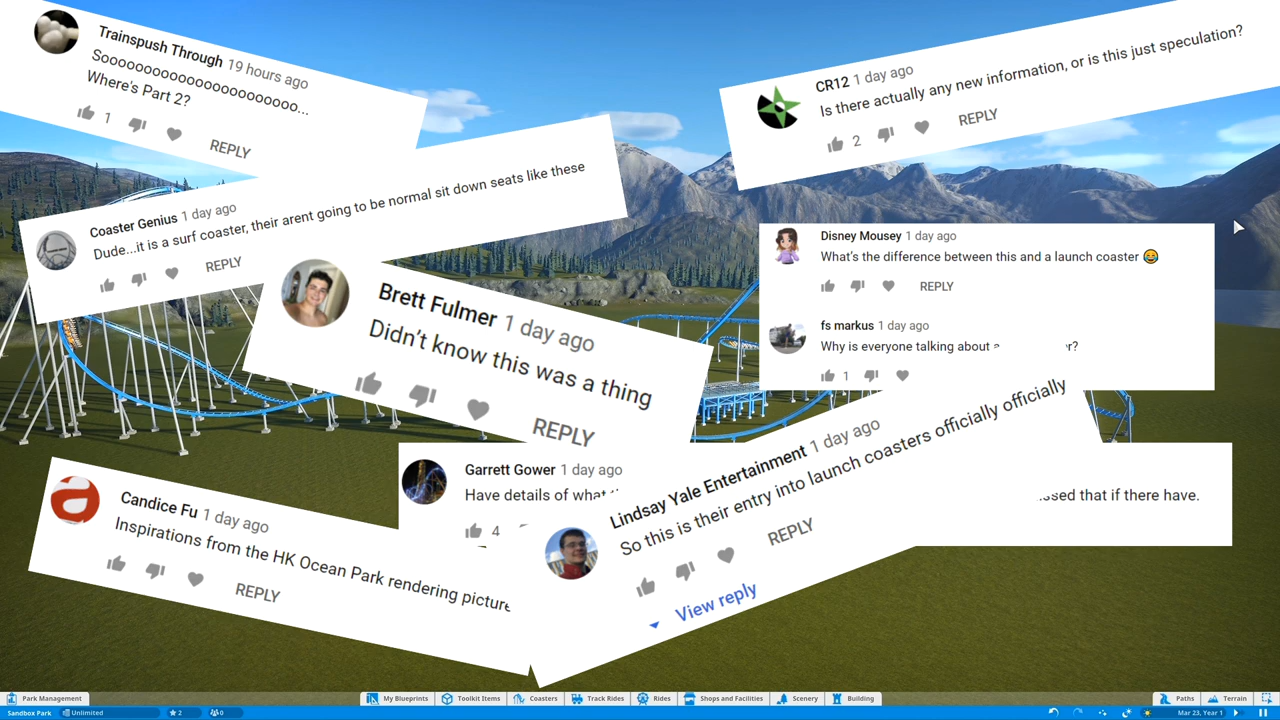 Trainspush Through 19 hours ago
Sooooooooooooooooooooooo...
Where's Part 2?
1
REPLY
CR12 1 day ago
Is there actually any new information, or is this just speculation?
2
REPLY
Coaster Genius 1 day ago
Dude...it is a surf coaster, their arent going to be normal sit down seats like these
REPLY
Disney Mousey 1 day ago
What's the difference between this and a launch coaster 😂
REPLY
fs markus 1 day ago
Why is everyone talking about
1
Brett Fulmer 1 day ago
Didn't know this was a thing
REPLY
Garrett Gower 1 day ago
Have details of what
that if there have.
4
Lindsay Yale Entertainment 1 day ago
So this is their entry into launch coasters officially officially
REPLY
View reply
Candice Fu 1 day ago
Inspirations from the HK Ocean Park rendering picture
REPLY
Park Management
My Blueprints
Toolkit Items
Coasters
Track Rides
Rides
Shops and Facilities
Scenery
Building
Paths
Terrain
Sandbox Park
Unlimited
2
0
Mar 23, Year 1